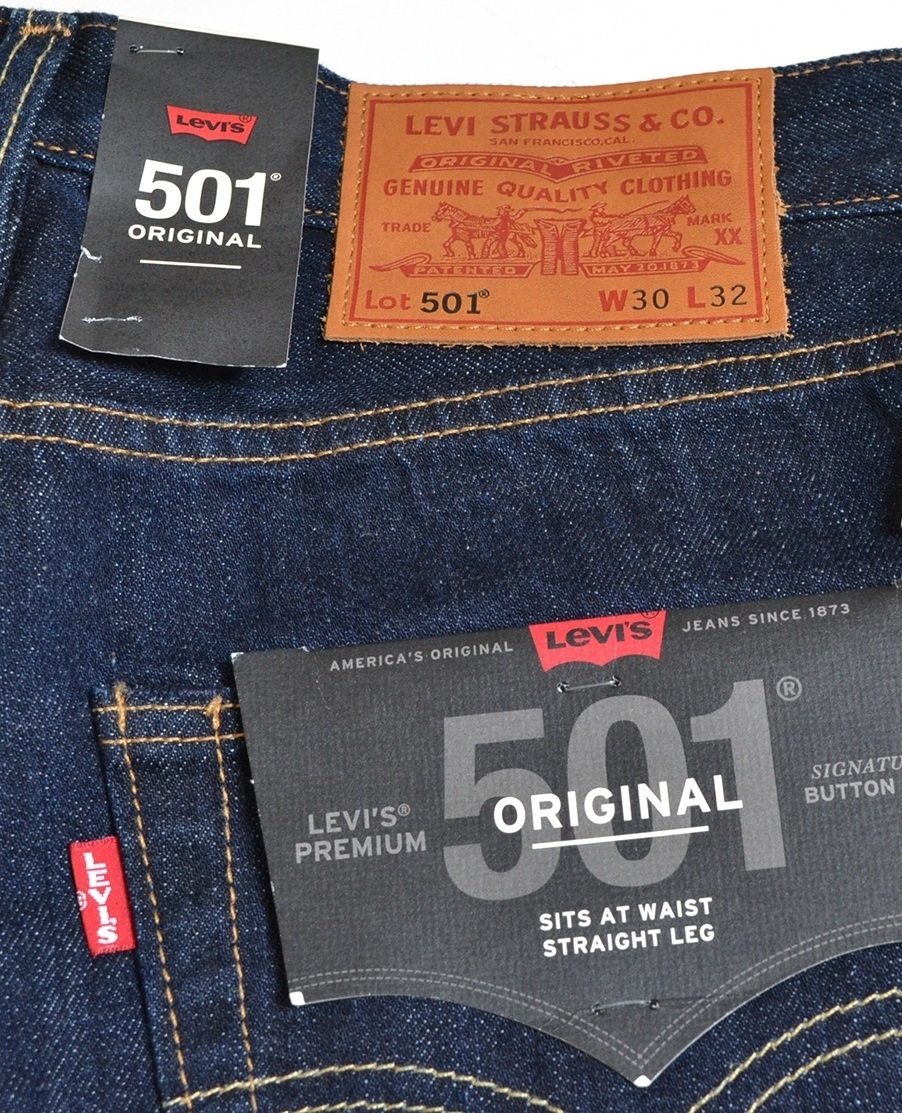 Levi's®
501®
ORIGINAL
LEVI STRAUSS & CO.
SAN FRANCISCO, CAL.
ORIGINAL RIVETED
GENUINE QUALITY CLOTHING
TRADE MARK
XX
PATENTED MAY 20.1873
Lot 501® W30 L32
AMERICA'S ORIGINAL Levi's® JEANS SINCE 1873
501®
ORIGINAL
LEVI'S®
PREMIUM
SIGNATU
BUTTON
SITS AT WAIST
STRAIGHT LEG
LEVI'S®